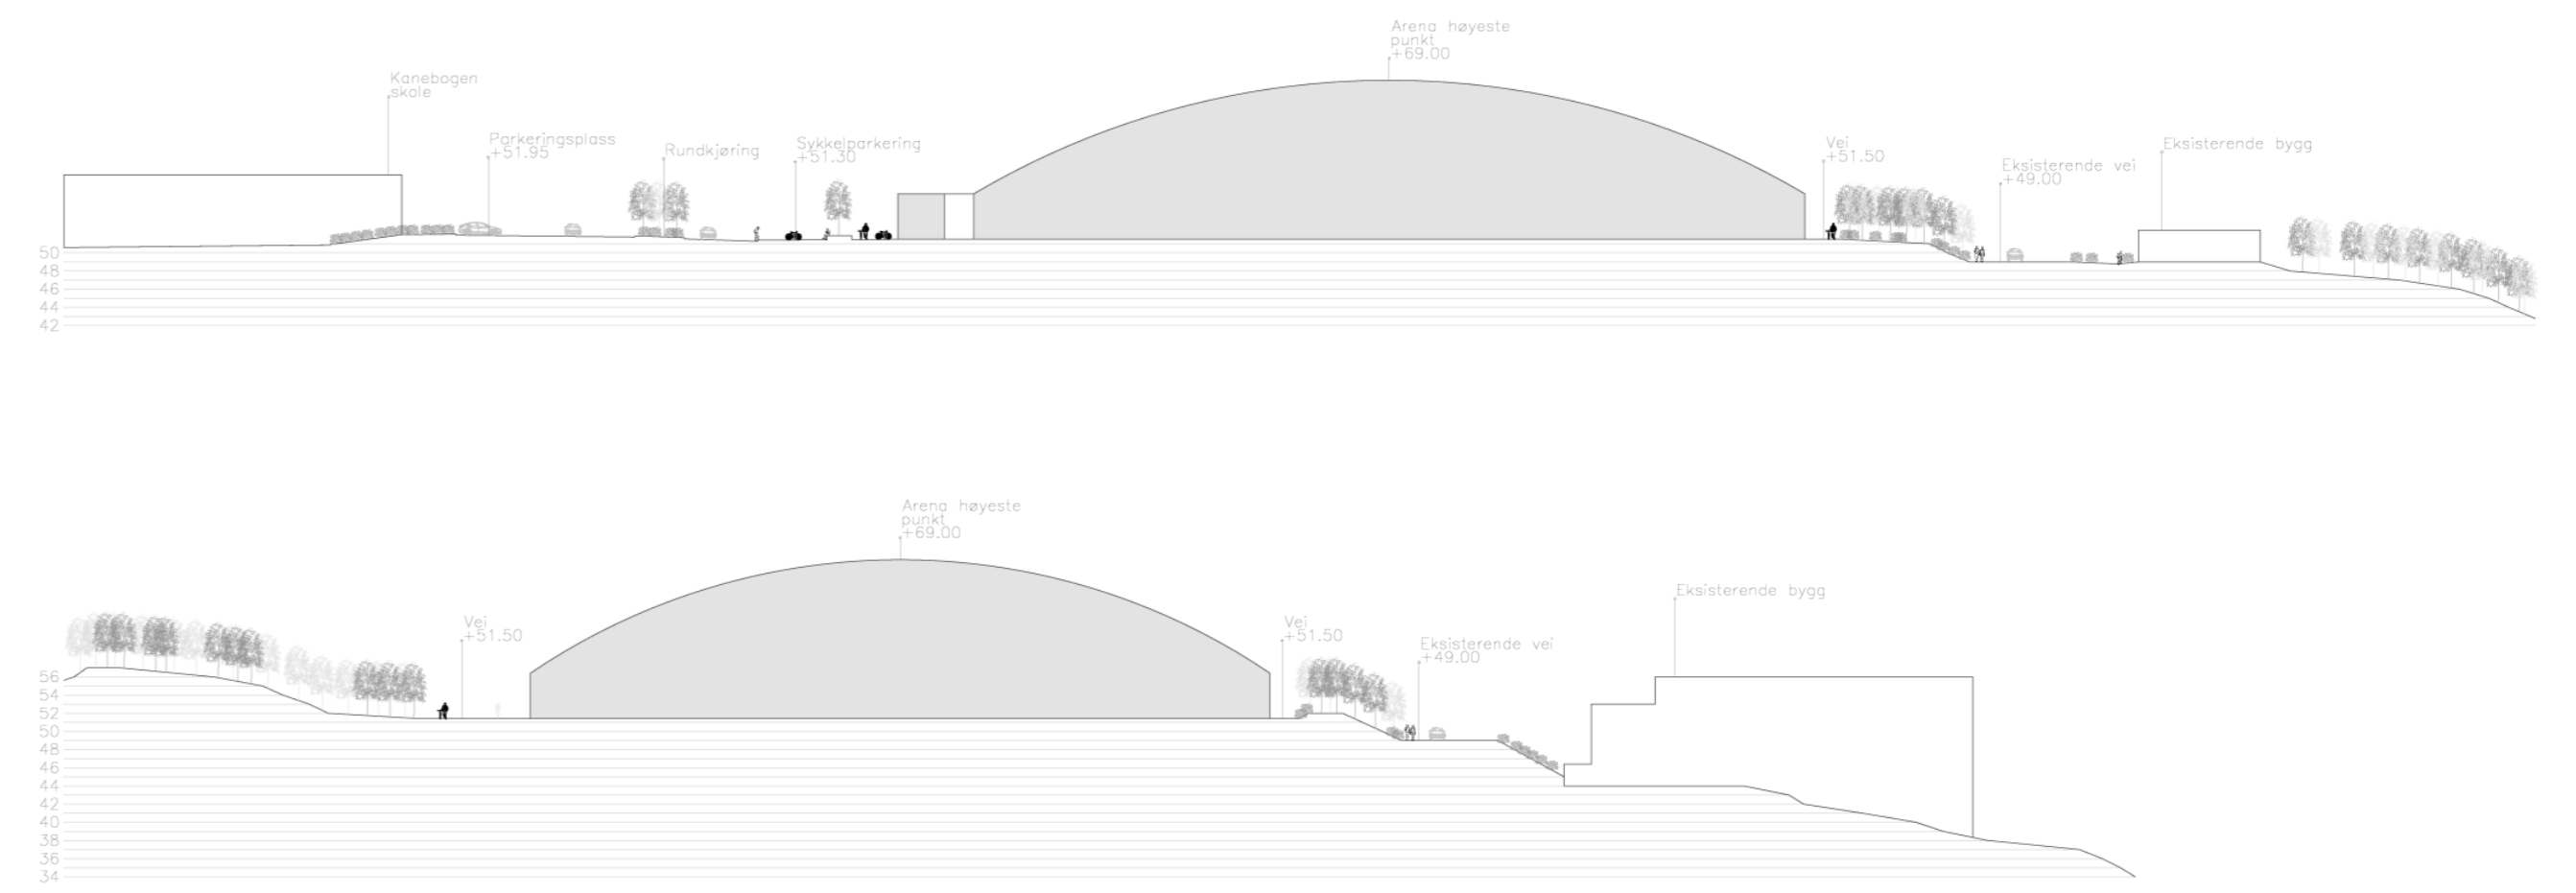 Arena høyeste
punkt
+69.00
Kanebogen
skole
Parkeringsplass
+51.95
Rundkjøring
Sykkelparkering
+51.30
Vei
+51.50
Eksisterende vei
+49.00
Eksisterende bygg
50
48
46
44
42
Arena høyeste
punkt
+69.00
Vei
+51.50
Vei
+51.50
Eksisterende vei
+49.00
Eksisterende bygg
56
54
52
50
48
46
44
42
40
38
36
34